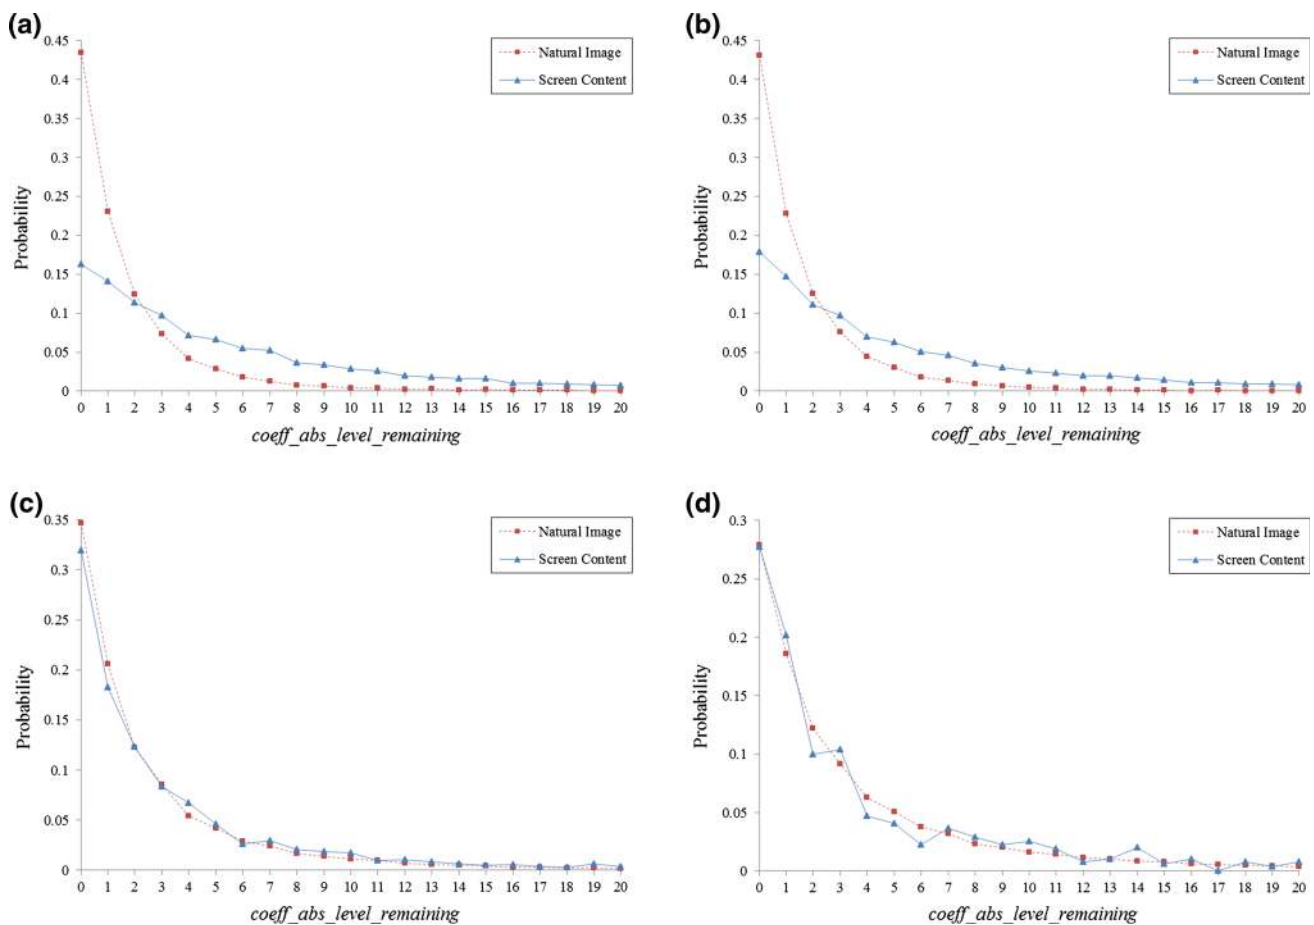 (a)
0.45
0.4
0.35
0.3
0.25
0.2
0.15
0.1
0.05
0
Probability
Natural Image
Screen Content
0 1 2 3 4 5 6 7 8 9 10 11 12 13 14 15 16 17 18 19 20
coeff_abs_level_remaining
(b)
0.45
0.4
0.35
0.3
0.25
0.2
0.15
0.1
0.05
0
Probability
Natural Image
Screen Content
0 1 2 3 4 5 6 7 8 9 10 11 12 13 14 15 16 17 18 19 20
coeff_abs_level_remaining
(c)
0.35
0.3
0.25
0.2
0.15
0.1
0.05
0
Probability
Natural Image
Screen Content
0 1 2 3 4 5 6 7 8 9 10 11 12 13 14 15 16 17 18 19 20
coeff_abs_level_remaining
(d)
0.3
0.25
0.2
0.15
0.1
0.05
0
Probability
Natural Image
Screen Content
0 1 2 3 4 5 6 7 8 9 10 11 12 13 14 15 16 17 18 19 20
coeff_abs_level_remaining